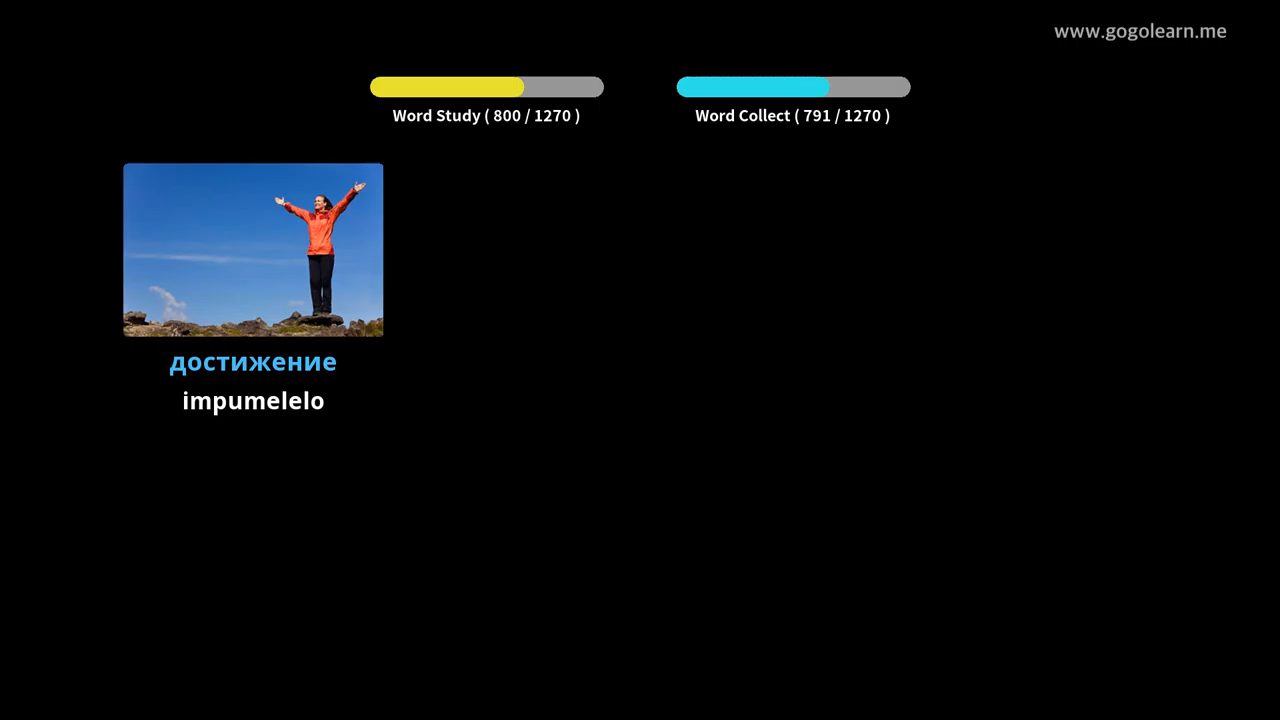 www.gogolearn.me
Word Study ( 800 / 1270 )
Word Collect ( 791 / 1270 )
достижение
impumelelo